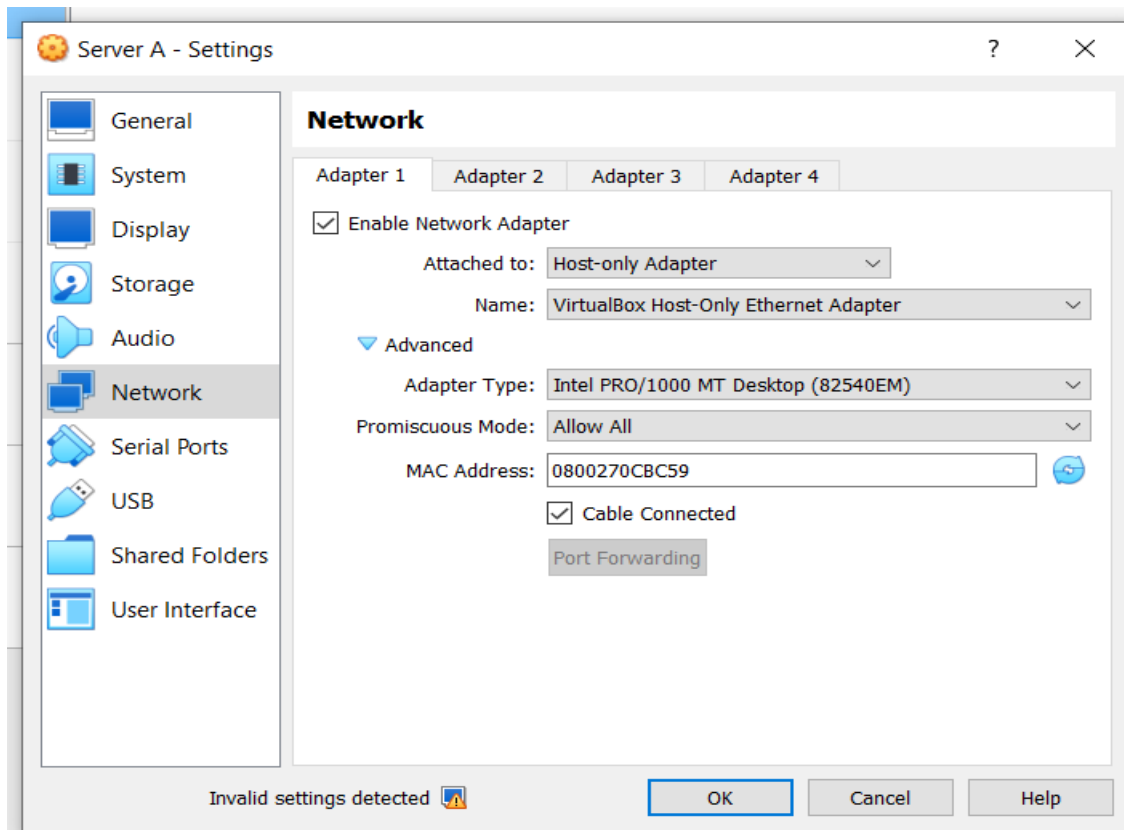 Server A - Settings
?
General
System
Display
Storage
Audio
Network
Serial Ports
USB
Shared Folders
User Interface
Network
Adapter 1 Adapter 2 Adapter 3 Adapter 4
Enable Network Adapter
Attached to: Host-only Adapter
Name: VirtualBox Host-Only Ethernet Adapter
Advanced
Adapter Type: Intel PRO/1000 MT Desktop (82540EM)
Promiscuous Mode: Allow All
MAC Address: 0800270CBC59
Cable Connected
Port Forwarding
Invalid settings detected
OK Cancel Help